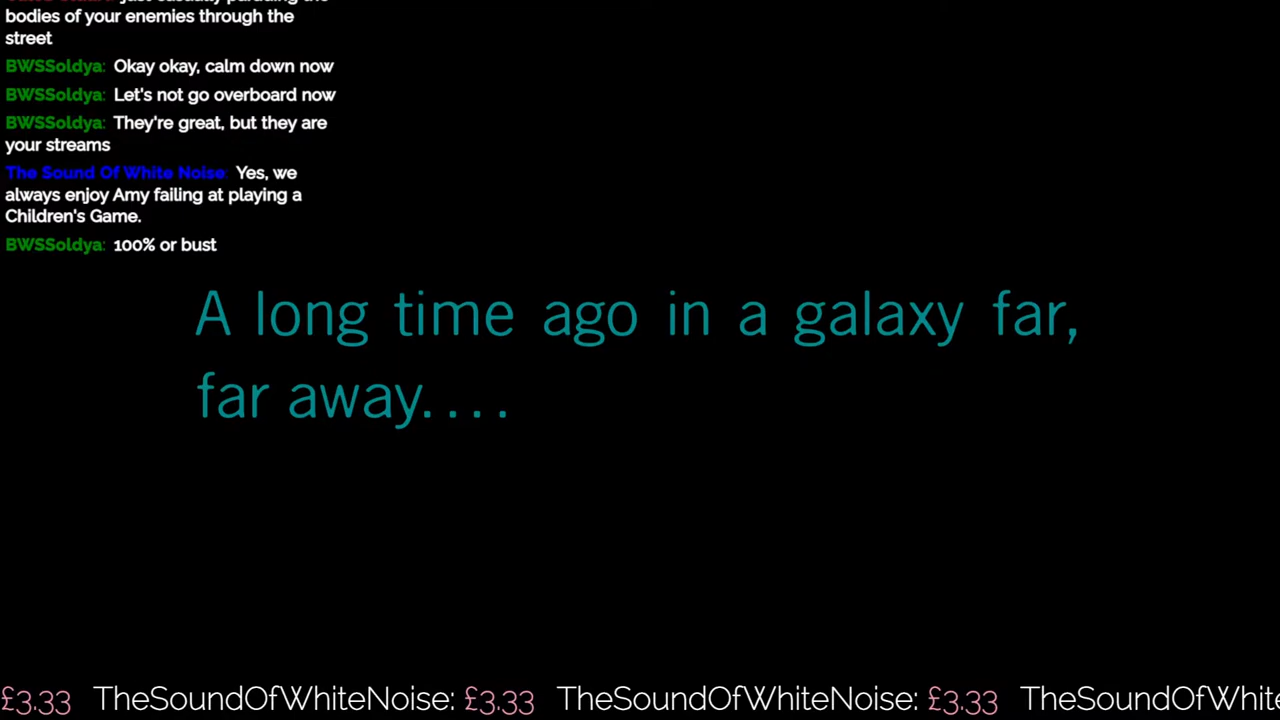 bodies of your enemies through the
street
BWSSoldya: Okay okay, calm down now
BWSSoldya: Let's not go overboard now
BWSSoldya: They're great, but they are
your streams
The Sound Of White Noise: Yes, we
always enjoy Amy failing at playing a
Children's Game.
BWSSoldya: 100% or bust
A long time ago in a galaxy far,
far away....
£3.33 TheSoundOfWhiteNoise: £3.33 TheSoundOfWhiteNoise: £3.33 TheSoundOfWhite